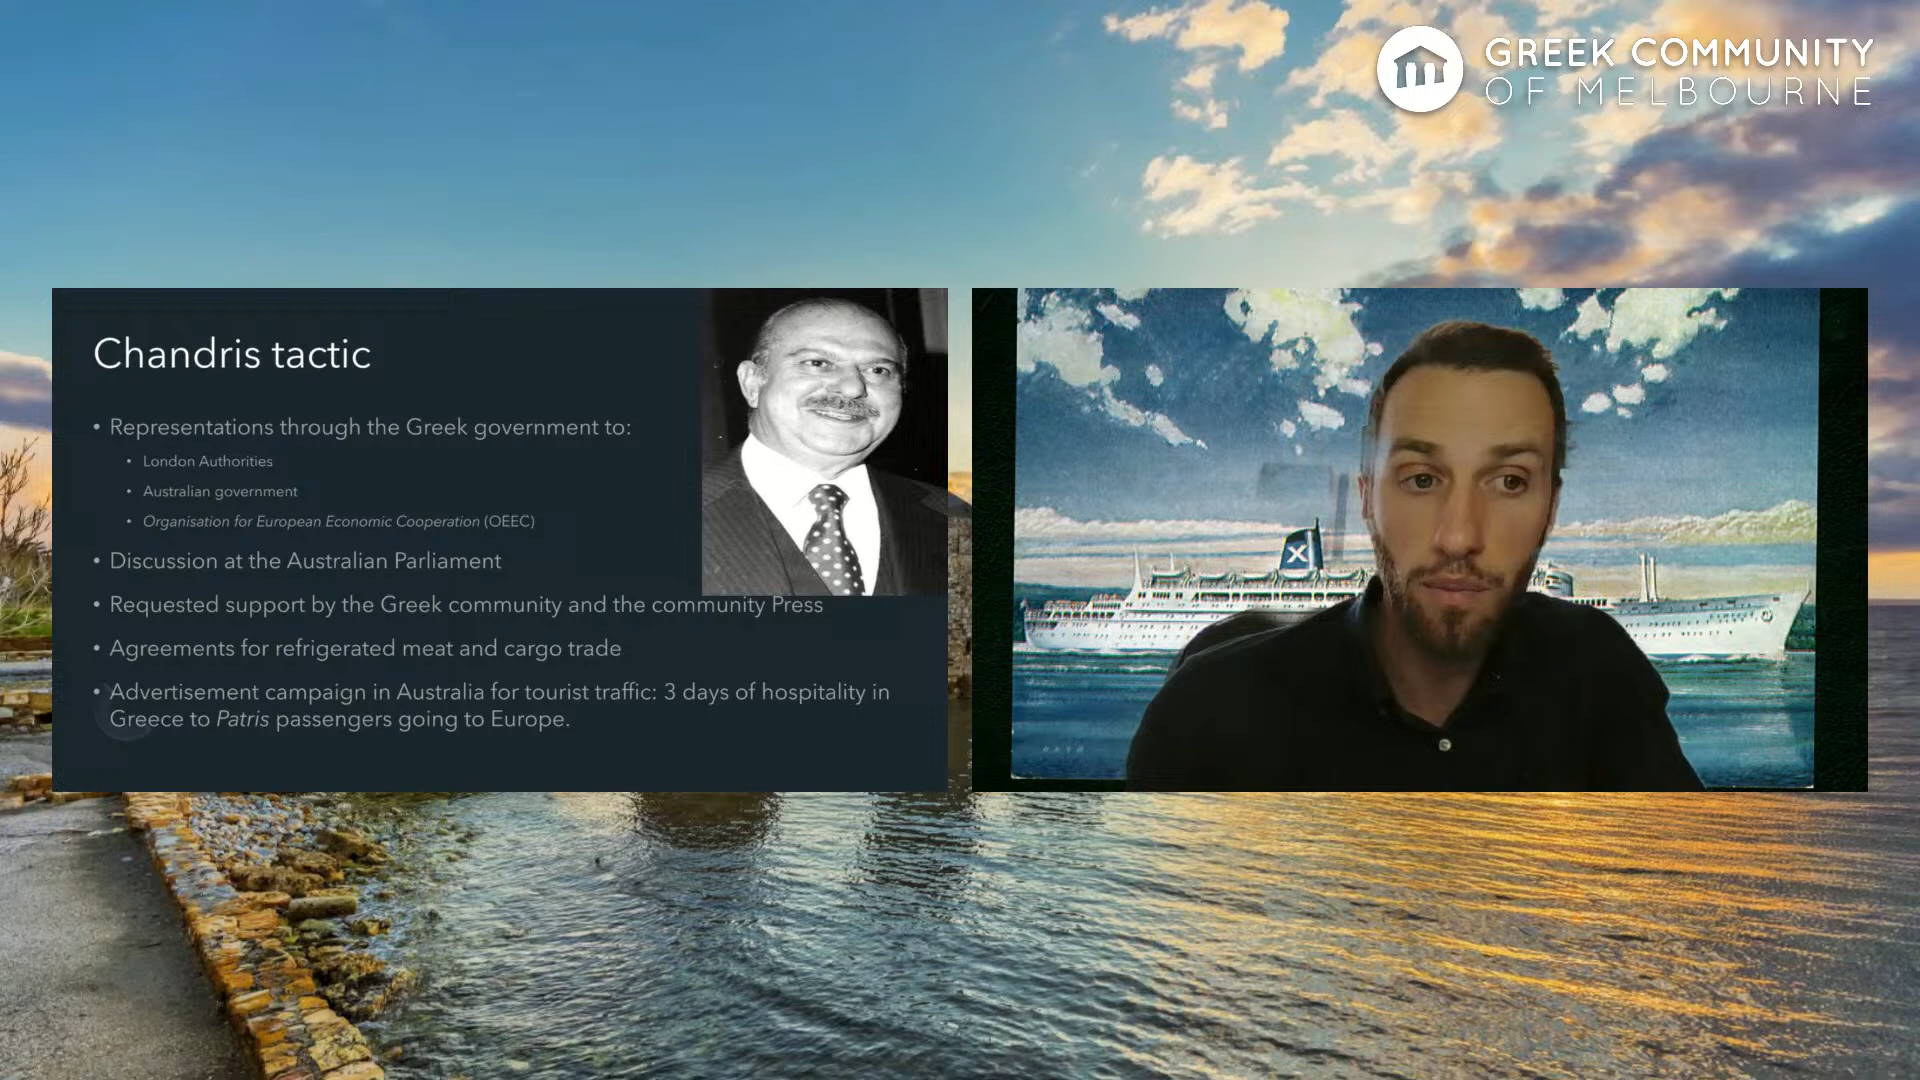 GREEK COMMUNITY
OF MELBOURNE
Chandris tactic
• Representations through the Greek government to:
• London Authorities
• Australian government
• Organisation for European Economic Cooperation (OEEC)
• Discussion at the Australian Parliament
• Requested support by the Greek community and the community Press
• Agreements for refrigerated meat and cargo trade
• Advertisement campaign in Australia for tourist traffic: 3 days of hospitality in
Greece to Patris passengers going to Europe.
X